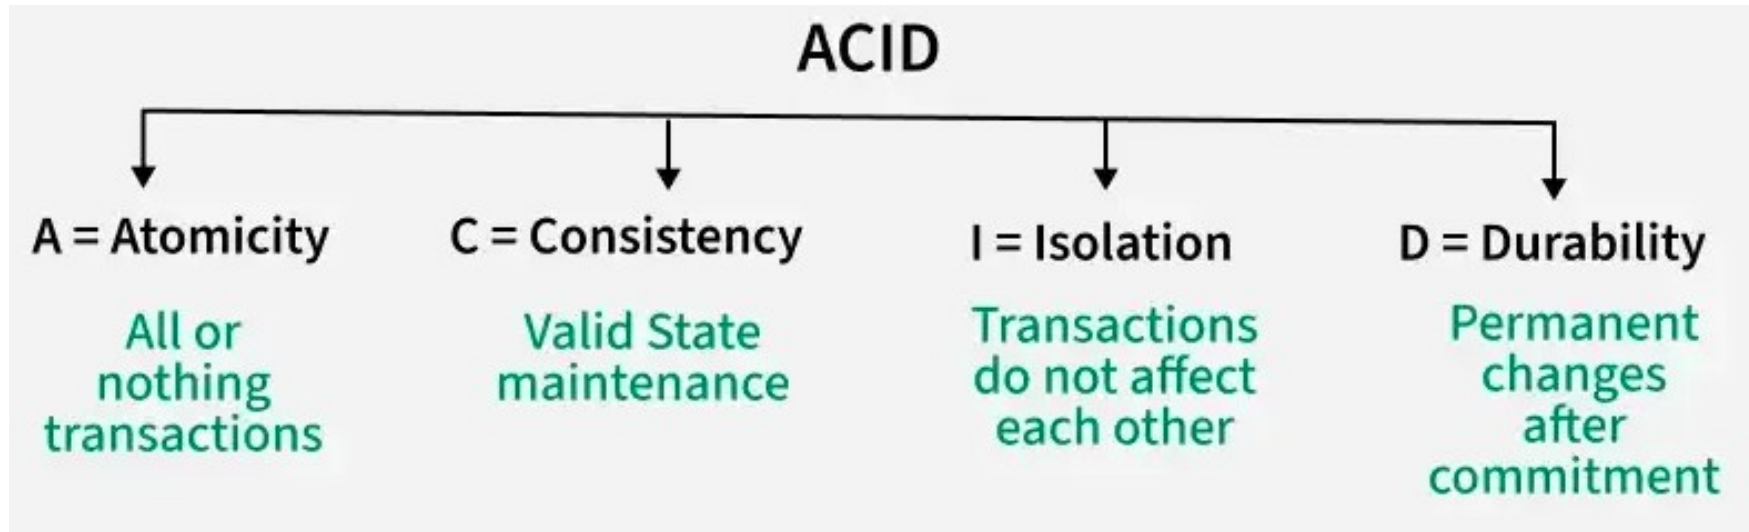 ACID
A = Atomicity
All or
nothing
transactions
C = Consistency
Valid State
maintenance
I = Isolation
Transactions
do not affect
each other
D = Durability
Permanent
changes
after
commitment